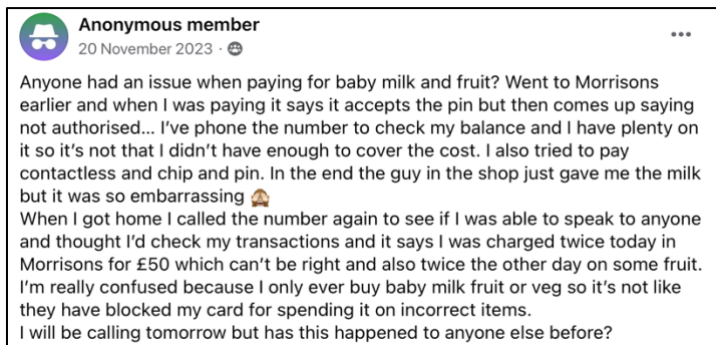 Anonymous member
20 November 2023 ·
Anyone had an issue when paying for baby milk and fruit? Went to Morrisons
earlier and when I was paying it says it accepts the pin but then comes up saying
not authorised... I've phone the number to check my balance and I have plenty on
it so it's not that I didn't have enough to cover the cost. I also tried to pay
contactless and chip and pin. In the end the guy in the shop just gave me the milk
but it was so embarrassing 🙈
When I got home I called the number again to see if I was able to speak to anyone
and thought I'd check my transactions and it says I was charged twice today in
Morrisons for £50 which can't be right and also twice the other day on some fruit.
I'm really confused because I only ever buy baby milk fruit or veg so it's not like
they have blocked my card for spending it on incorrect items.
I will be calling tomorrow but has this happened to anyone else before?